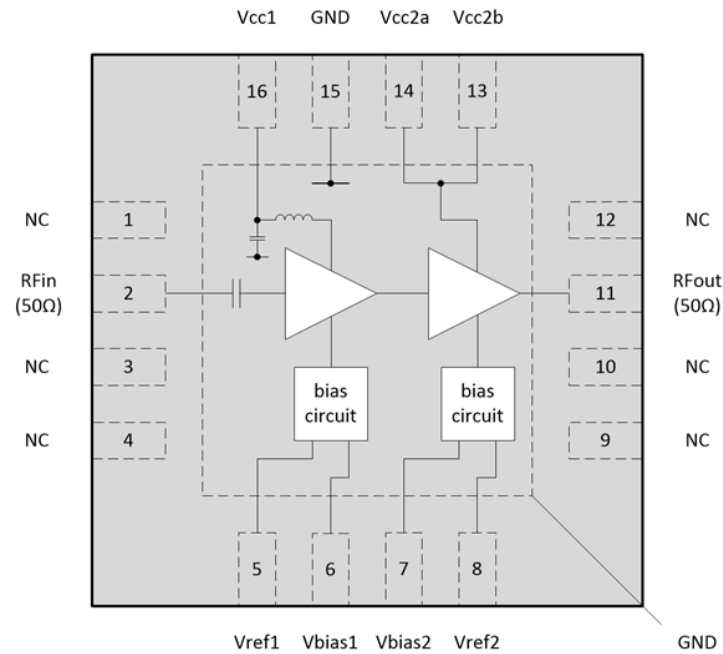 Vcc1 GND Vcc2a Vcc2b
16 15 14 13
NC 1 12 NC
RFin 2 11 RFout
(50Ω) (50Ω)
NC 3 10 NC
bias bias
circuit circuit
NC 4 9 NC
5 6 7 8
Vref1 Vbias1 Vbias2 Vref2 GND